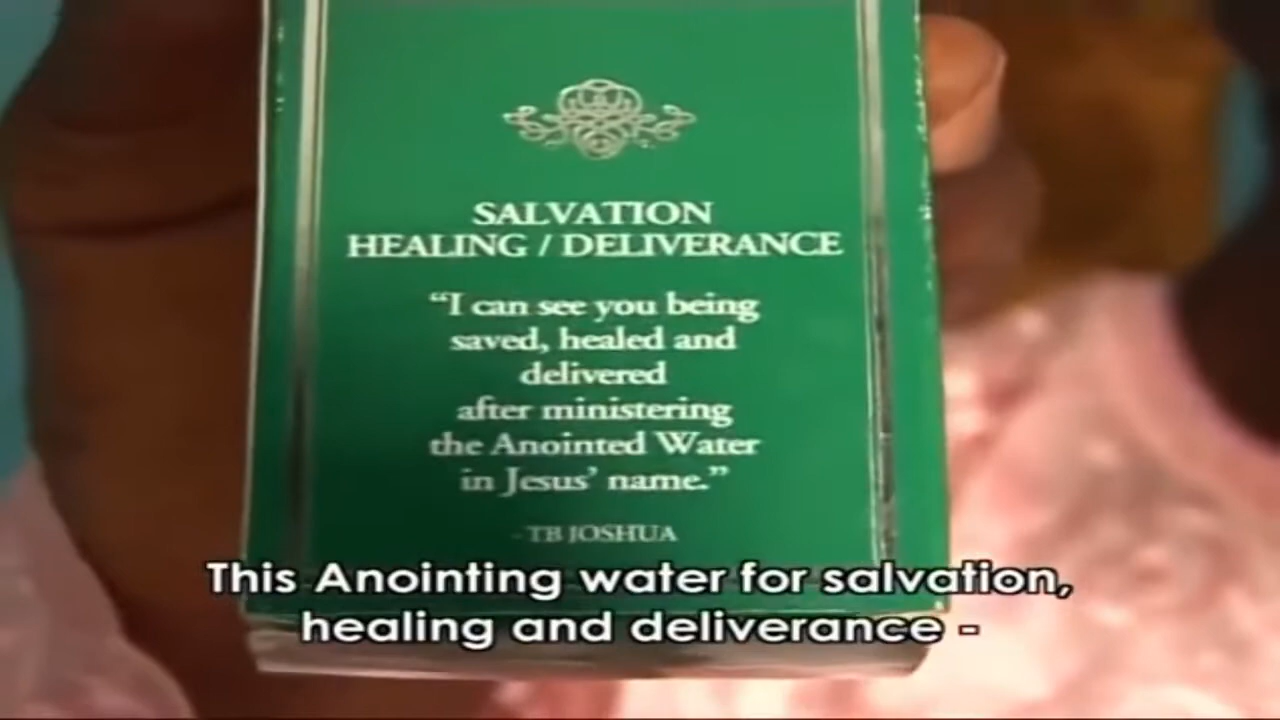 SALVATION
HEALING / DELIVERANCE
“I can see you being
saved, healed and
delivered
after ministering
the Anointed Water
in Jesus’ name.”
- TB JOSHUA
This Anointing water for salvation,
healing and deliverance -